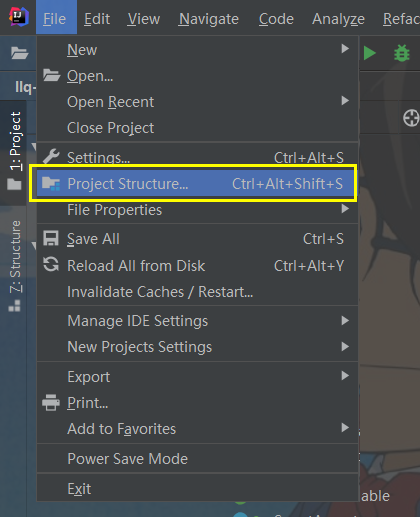 File Edit View Navigate Code Analyze Refac
llq-
1: Project
Z: Structure
New
Open...
Open Recent
Close Project
Settings... Ctrl+Alt+S
Project Structure... Ctrl+Alt+Shift+S
File Properties
Save All Ctrl+S
Reload All from Disk Ctrl+Alt+Y
Invalidate Caches / Restart...
Manage IDE Settings
New Projects Settings
Export
Print...
Add to Favorites
Power Save Mode
Exit
able